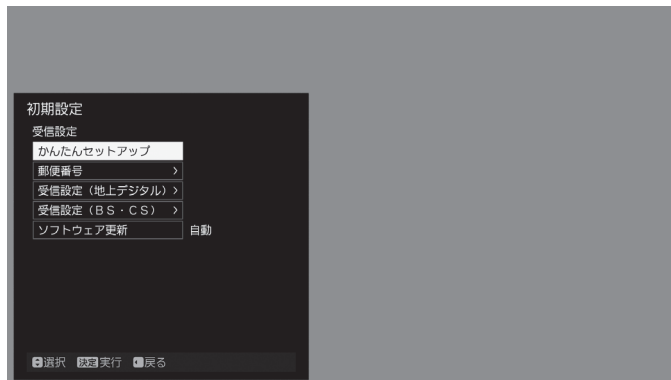 初期設定
受信設定
かんたんセットアップ
郵便番号 >
受信設定（地上デジタル） >
受信設定（ＢＳ・ＣＳ） >
ソフトウェア更新 自動
選択 決定 実行 戻る